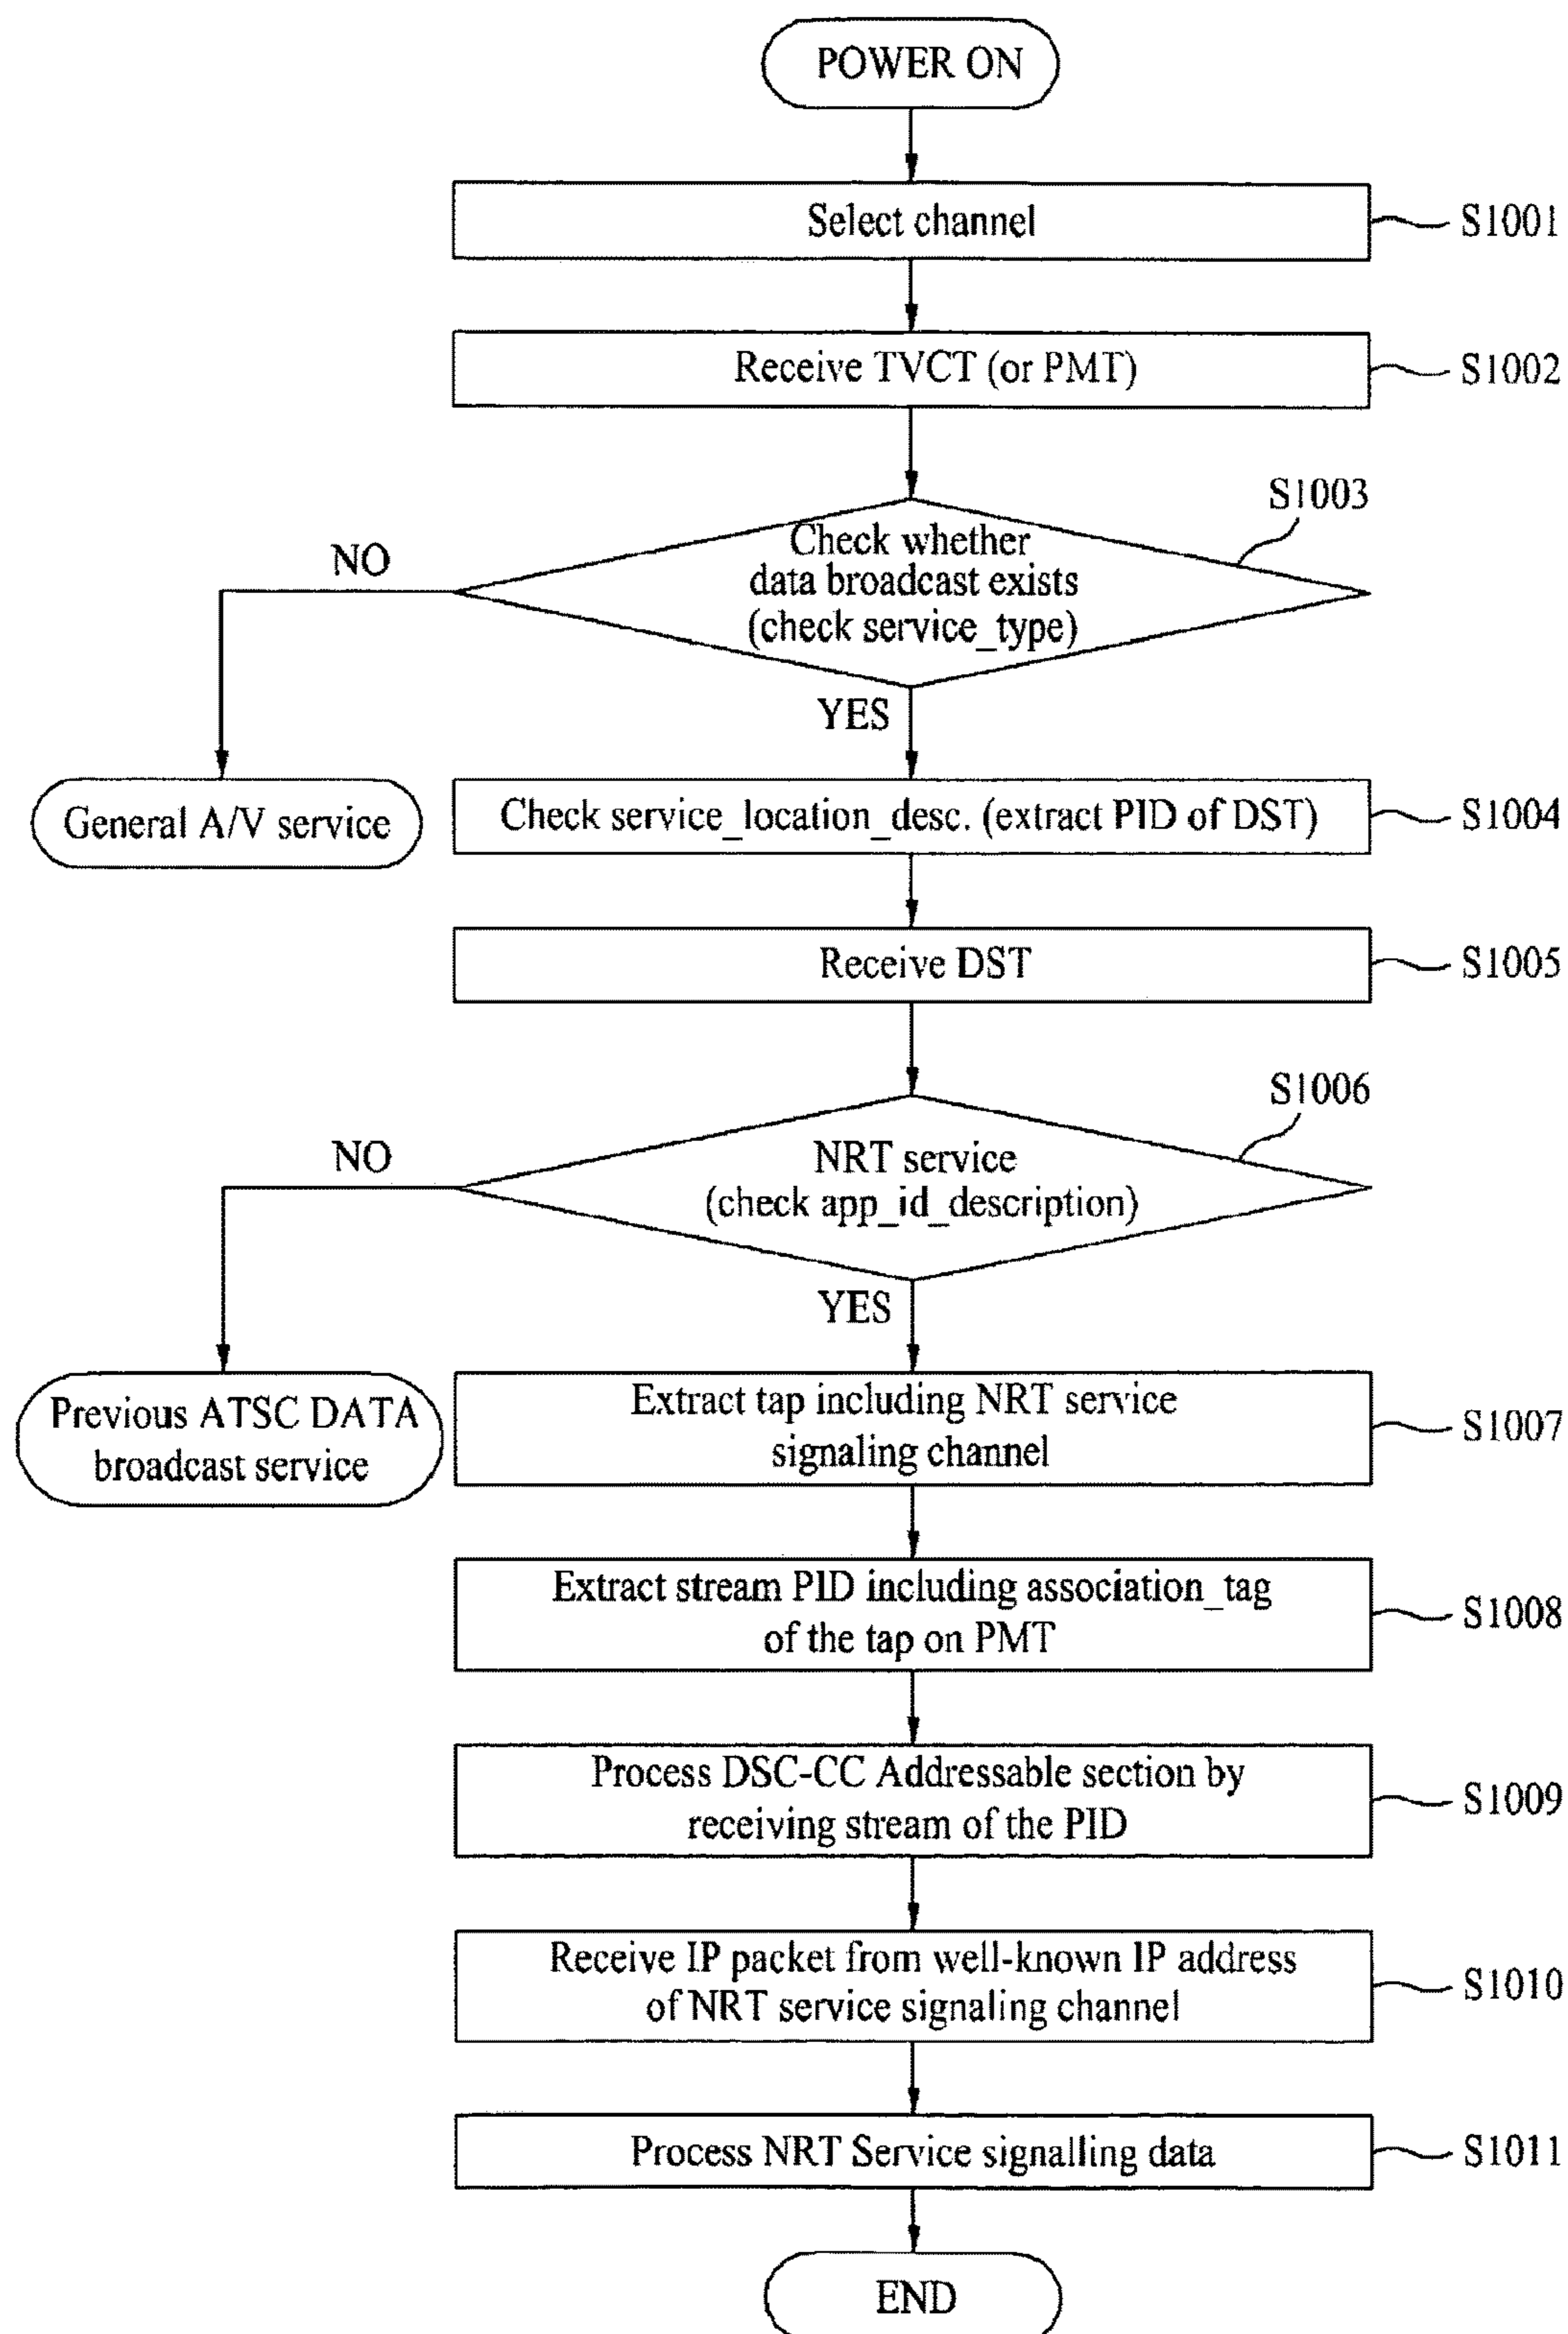 POWER ON
Select channel
S1001
Receive TVCT (or PMT)
S1002
S1003
Check whether
data broadcast exists
(check service_type)
NO
YES
General A/V service
Check service_location_desc. (extract PID of DST)
S1004
Receive DST
S1005
S1006
NRT service
(check app_id_description)
NO
YES
Previous ATSC DATA
broadcast service
Extract tap including NRT service
signaling channel
S1007
Extract stream PID including association_tag
of the tap on PMT
S1008
Process DSC-CC Addressable section by
receiving stream of the PID
S1009
Receive IP packet from well-known IP address
of NRT service signaling channel
S1010
Process NRT Service signalling data
S1011
END